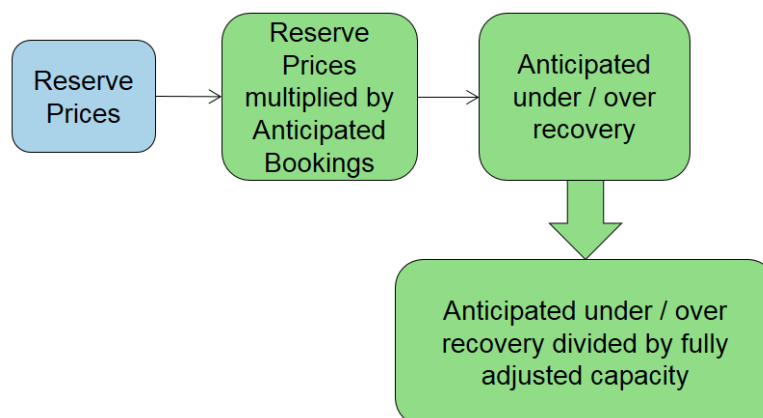 Reserve
Prices
Reserve
Prices
multiplied by
Anticipated
Bookings
Anticipated
under / over
recovery
Anticipated under / over
recovery divided by fully
adjusted capacity